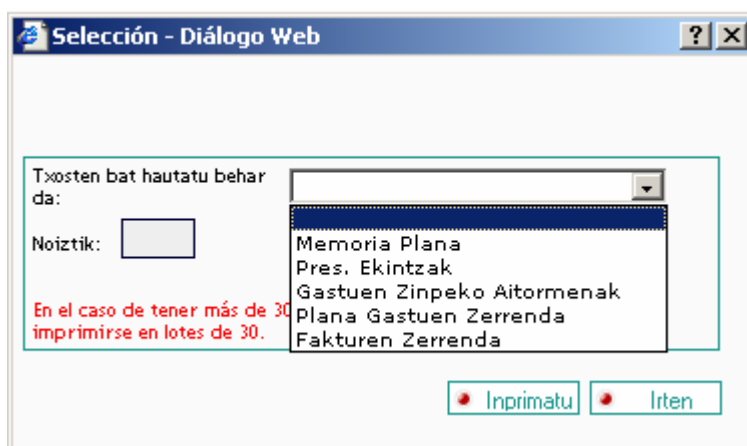 Selección - Diálogo Web
Txosten bat hautatu behar
da:
Noiztik:
Memoria Plana
Pres. Ekintzak
Gastuen Zinpeko Aitormenak
Plana Gastuen Zerrenda
Fakturen Zerrenda
En el caso de tener más de 30
imprimirse en lotes de 30.
Inprimatu
Irten